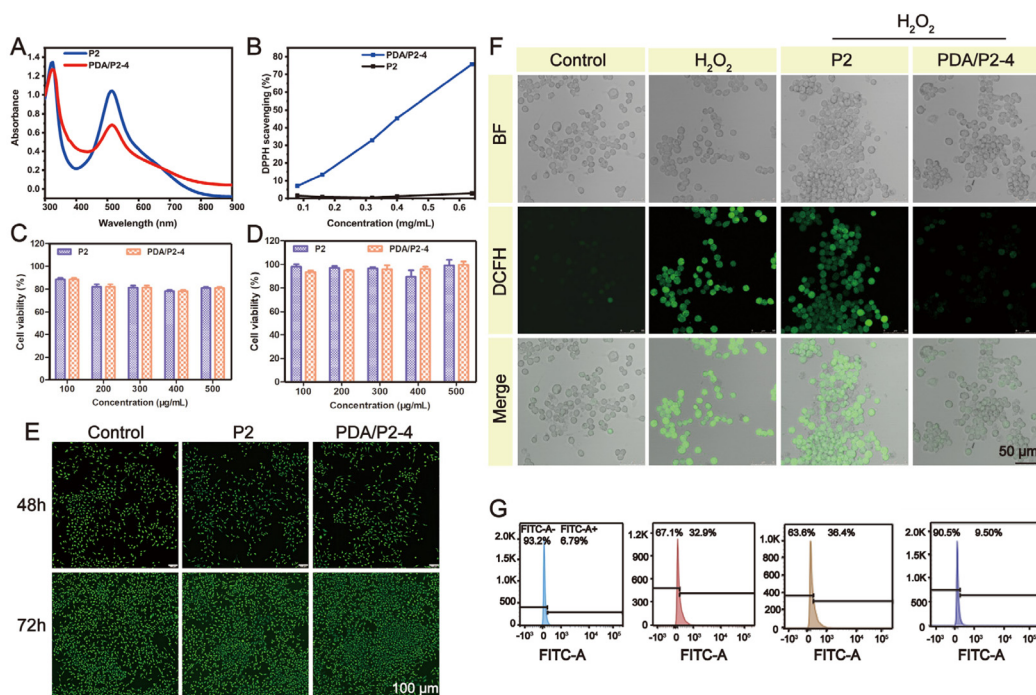 A
P2
PDA/P2-4
1.4
1.2
1.0
0.8
0.6
0.4
0.2
0.0
Absorbance
300 400 500 600 700 800 900
Wavelength (nm)
B
PDA/P2-4
P2
80
70
60
50
40
30
20
10
0
DPPH scavenging (%)
0.1 0.2 0.3 0.4 0.5 0.6
Concentration (mg/mL)
C
P2 PDA/P2-4
120
100
80
60
40
20
0
Cell viability (%)
100 200 300 400 500
Concentration (μg/mL)
D
P2 PDA/P2-4
120
100
80
60
40
20
0
Cell viability (%)
100 200 300 400 500
Concentration (μg/mL)
E
Control P2 PDA/P2-4
48h
72h
100 μm
F
H₂O₂
Control H₂O₂ P2 PDA/P2-4
BF
DCFH
Merge
50 μm
G
FITC-A- FITC-A+
93.2% 6.79%
2.0K
1.5K
1.0K
500
0
-10³ 0 10³ 10⁴ 10⁵
FITC-A
67.1% 32.9%
1.2K
900
600
300
0
-10³ 0 10³ 10⁴ 10⁵
FITC-A
63.6% 36.4%
1.0K
800
600
400
200
0
-10³ 0 10³ 10⁴ 10⁵
FITC-A
90.5% 9.50%
2.0K
1.5K
1.0K
500
0
-10³ 0 10³ 10⁴ 10⁵
FITC-A